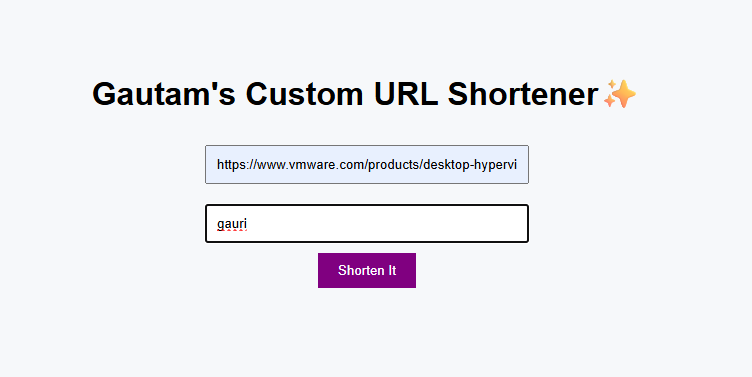 Gautam's Custom URL Shortener✨
https://www.vmware.com/products/desktop-hypervi
gauri
Shorten It